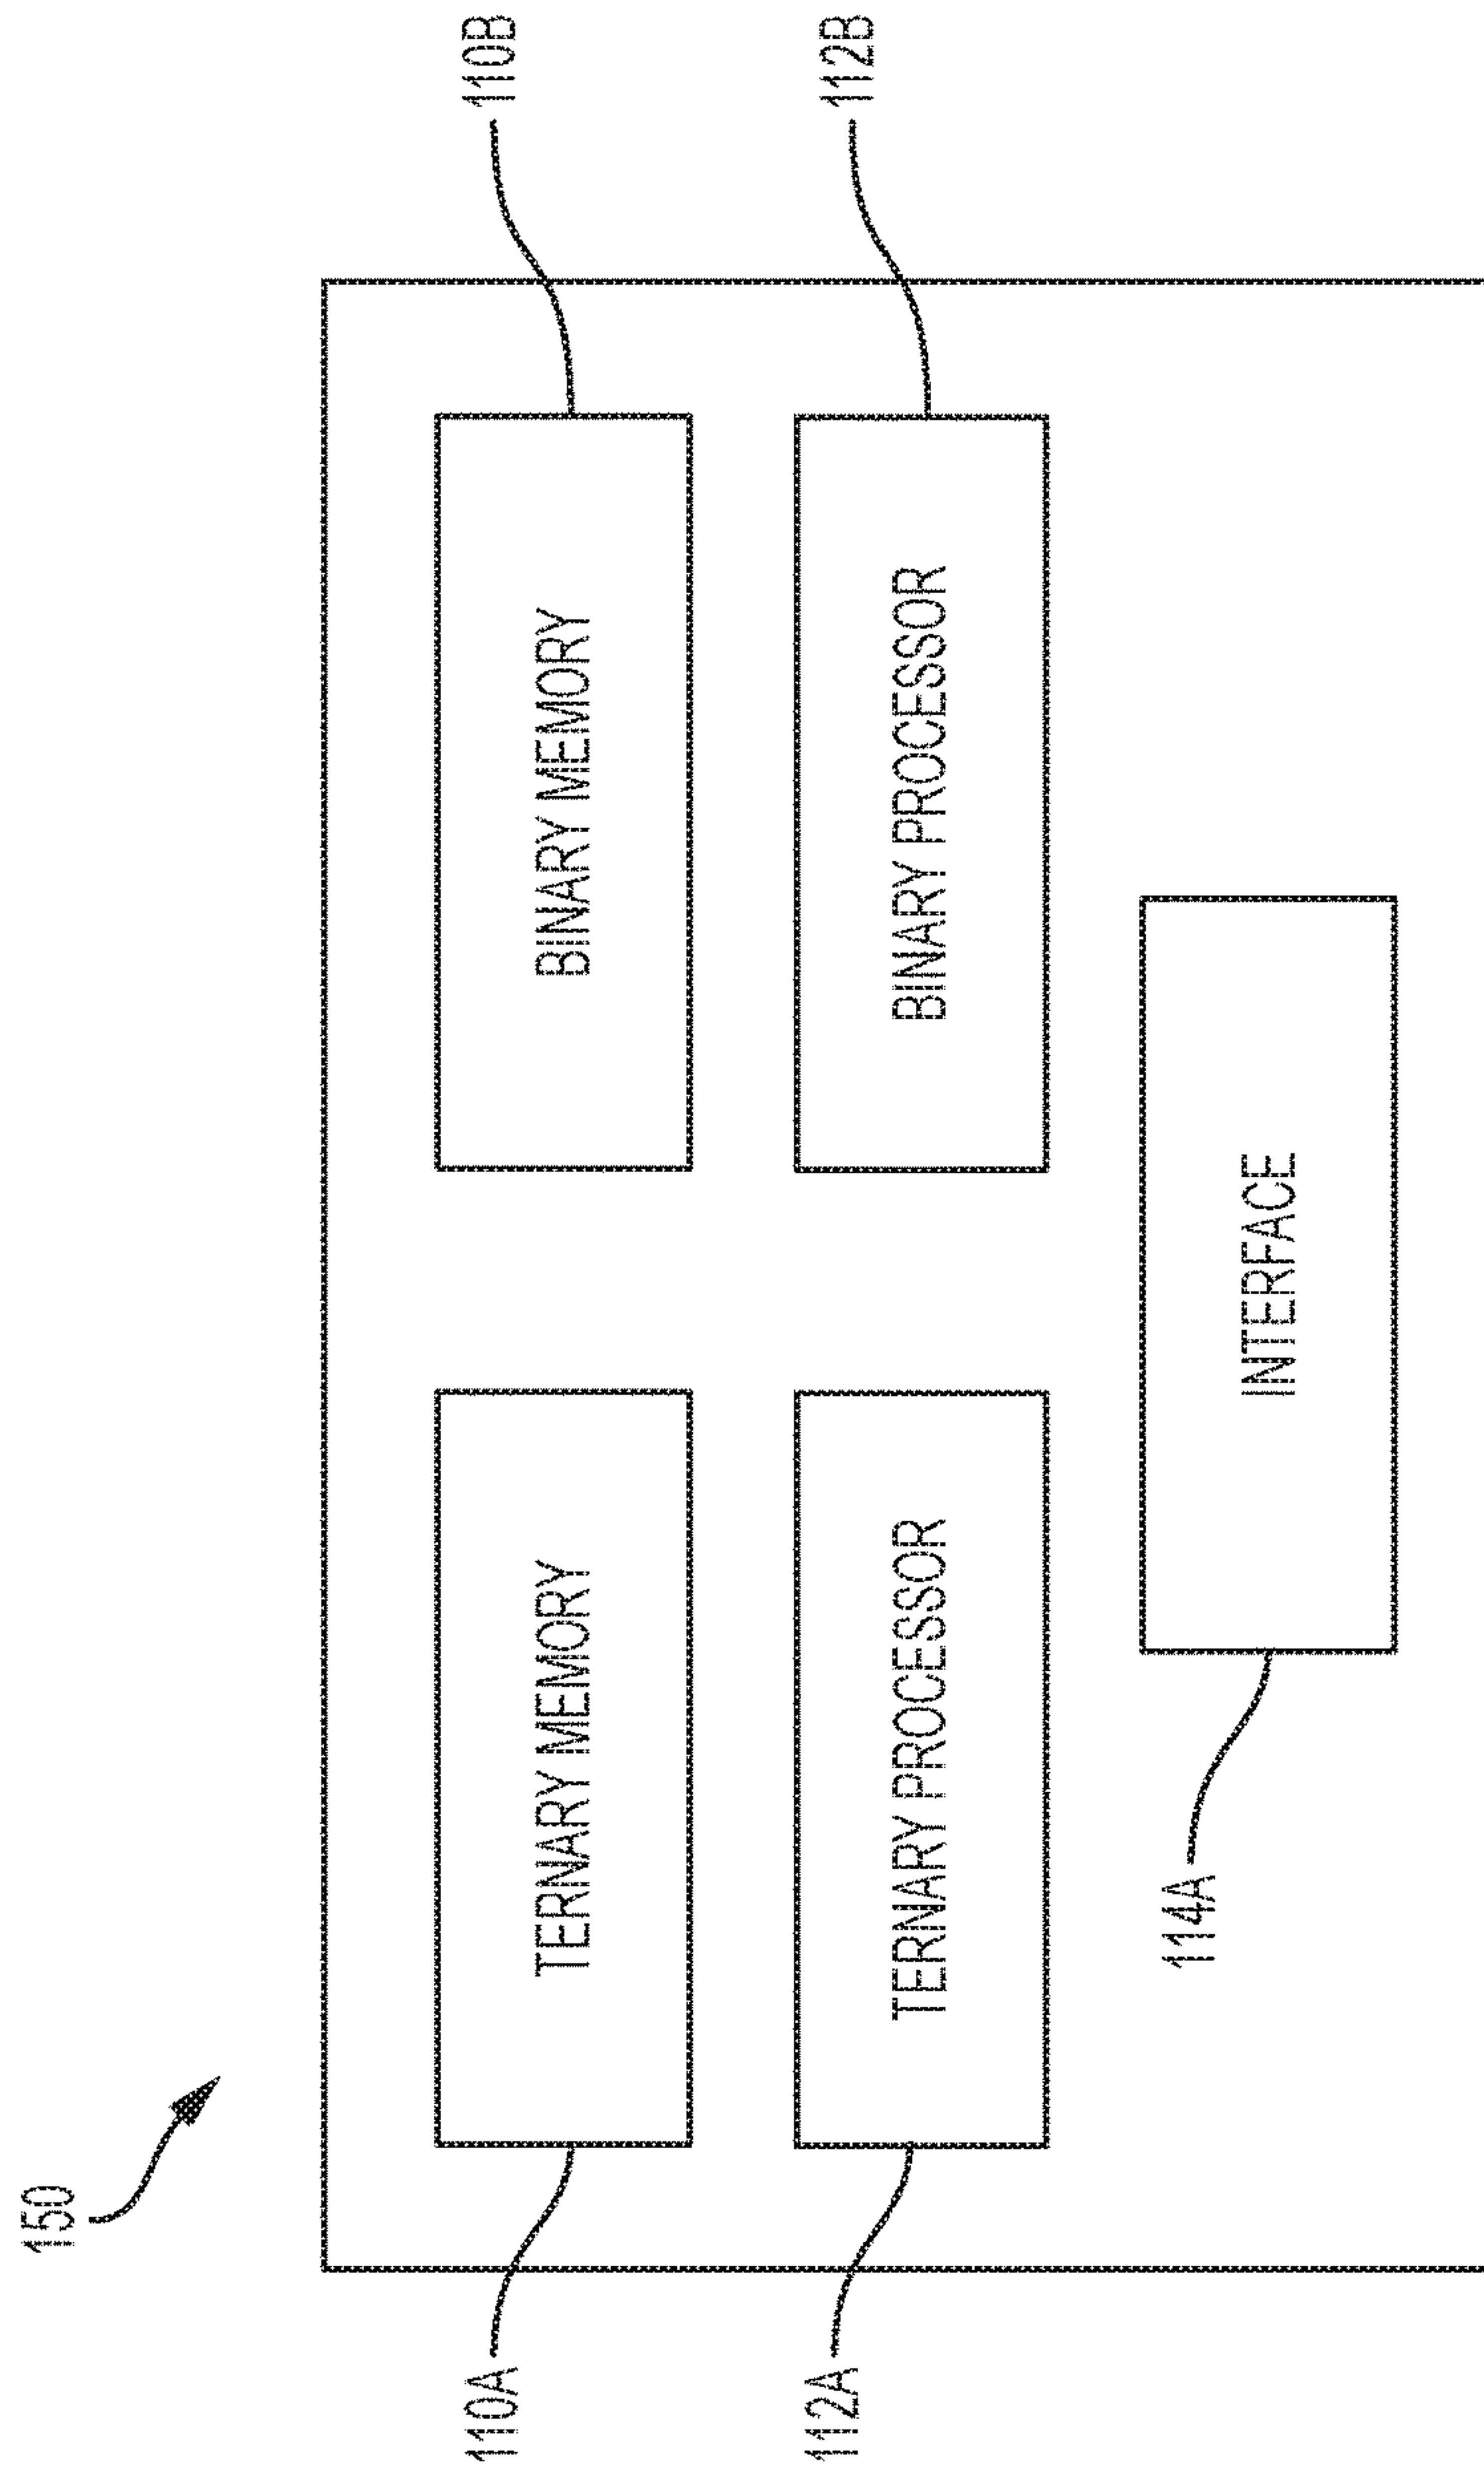 150
110A
TERNARY MEMORY
BINARY MEMORY
110B
112A
TERNARY PROCESSOR
BINARY PROCESSOR
112B
114A
INTERFACE